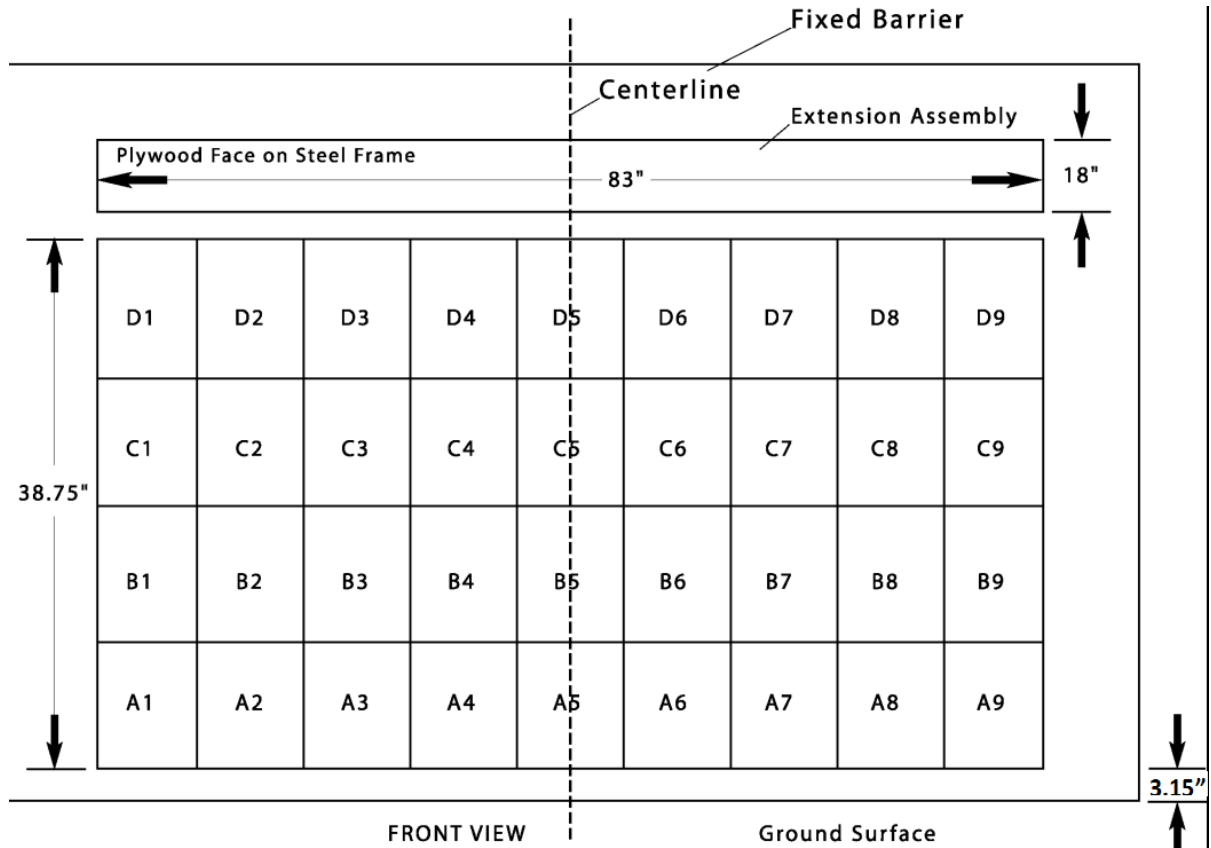 Fixed Barrier
Centerline
Extension Assembly
Plywood Face on Steel Frame
83"
18"
D1 D2 D3 D4 D5 D6 D7 D8 D9
C1 C2 C3 C4 C5 C6 C7 C8 C9
38.75"
B1 B2 B3 B4 B5 B6 B7 B8 B9
A1 A2 A3 A4 A5 A6 A7 A8 A9
3.15”
FRONT VIEW Ground Surface